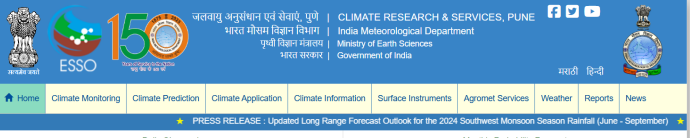 जलवायु अनुसंधान एवं सेवाएं, पुणे | CLIMATE RESEARCH & SERVICES, PUNE
भारत मौसम विज्ञान विभाग | India Meteorological Department
पृथ्वी विज्ञान मंत्रालय | Ministry of Earth Sciences
भारत सरकार | Government of India
सत्यमेव जयते
ESSO
150
मराठी हिन्दी
Home Climate Monitoring Climate Prediction Climate Application Climate Information Surface Instruments Agromet Services Weather Reports News
★ PRESS RELEASE : Updated Long Range Forecast Outlook for the 2024 Southwest Monsoon Season Rainfall (June - September) ★